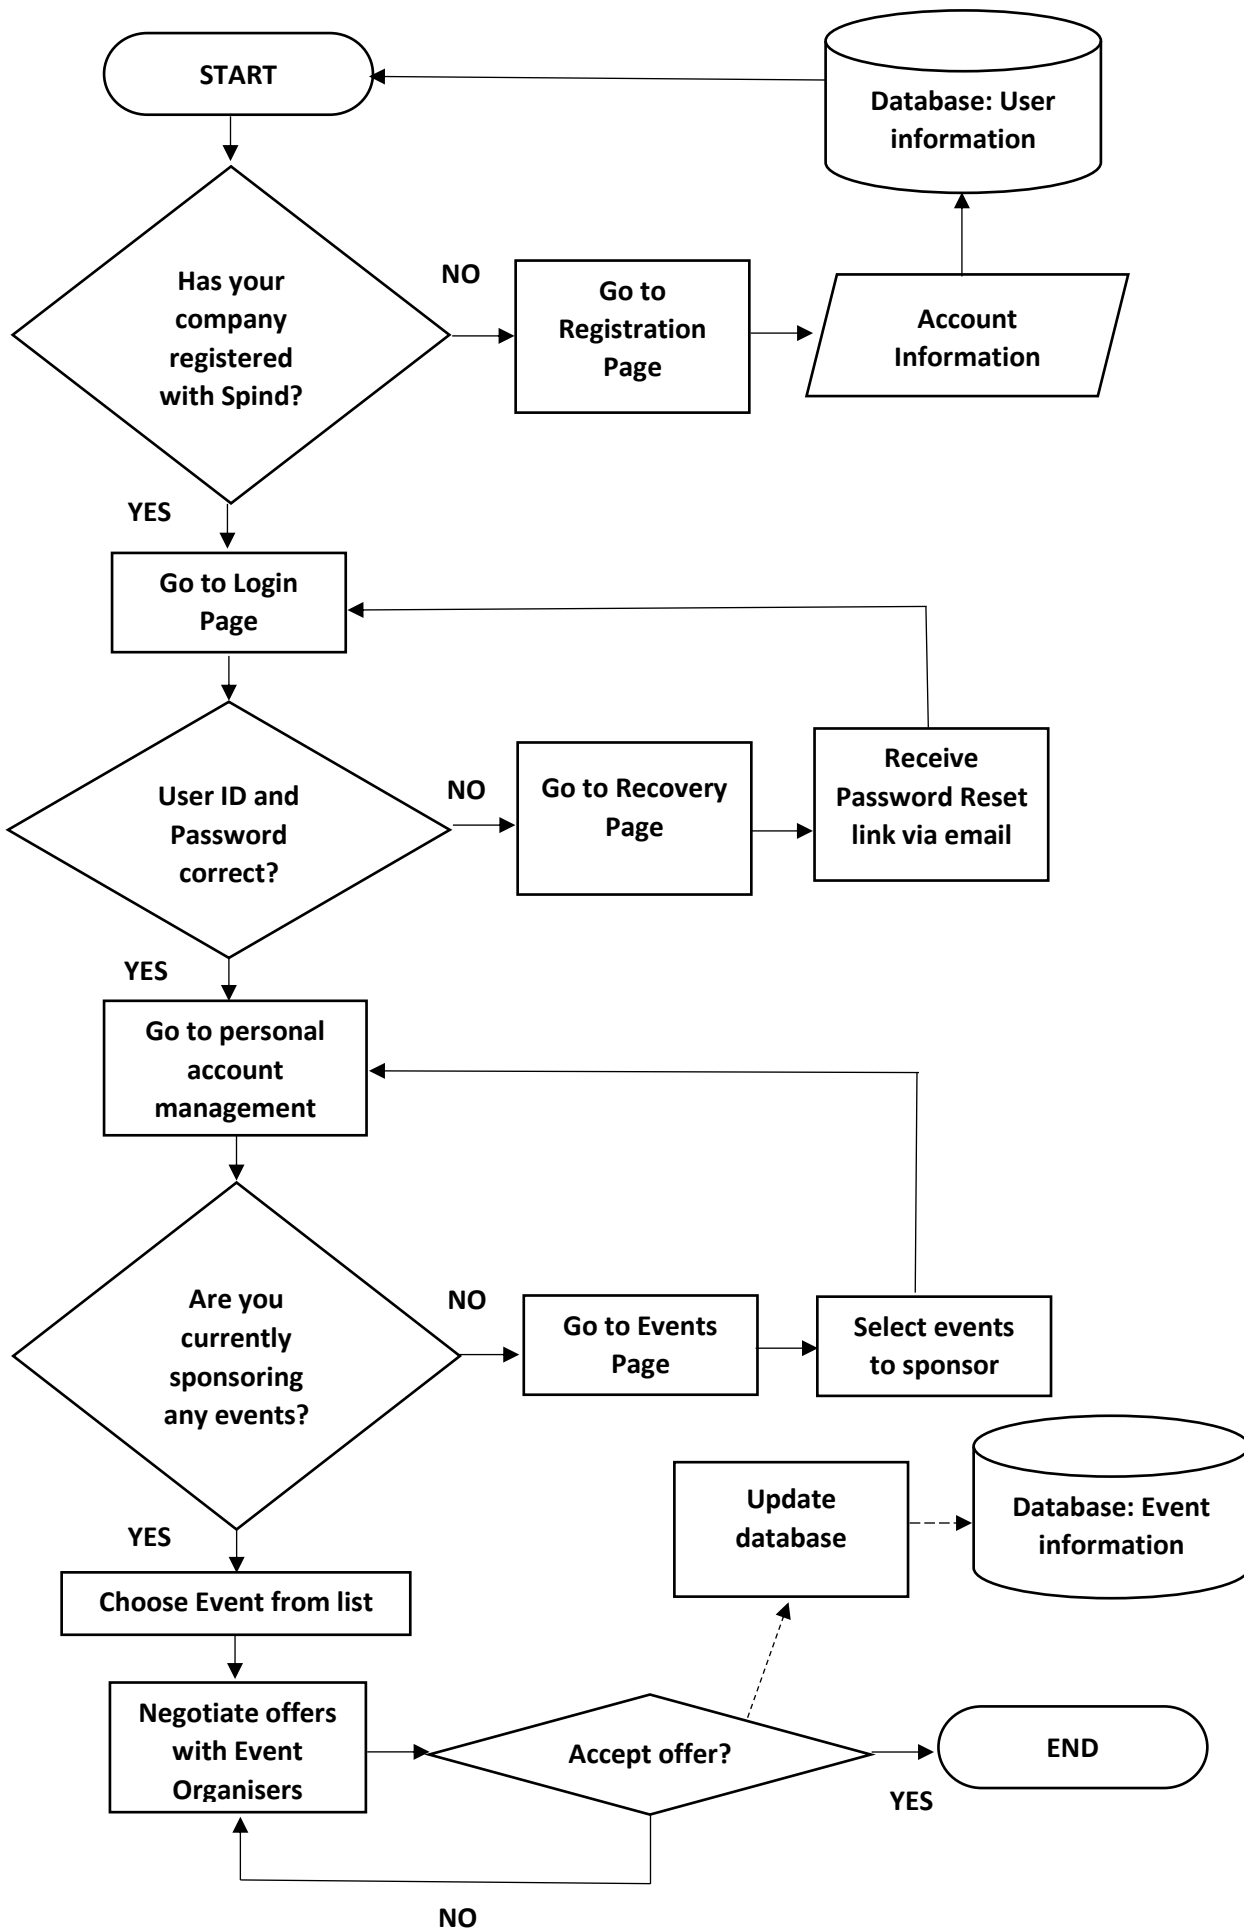 START
Database: User
information
Has your
company
registered
with Spind?
NO
Go to
Registration
Page
Account
Information
YES
Go to Login
Page
User ID and
Password
correct?
NO
Go to Recovery
Page
Receive
Password Reset
link via email
YES
Go to personal
account
management
Are you
currently
sponsoring
any events?
NO
Go to Events
Page
Select events
to sponsor
Update
database
Database: Event
information
YES
Choose Event from list
Negotiate offers
with Event
Organisers
Accept offer?
END
YES
NO